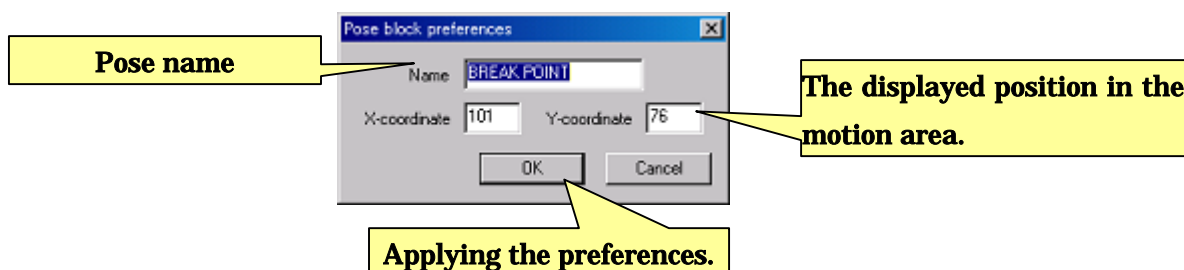 Pose block preferences
Pose name
Name BREAK POINT
The displayed position in the
motion area.
X-coordinate 101 Y-coordinate 76
OK Cancel
Applying the preferences.